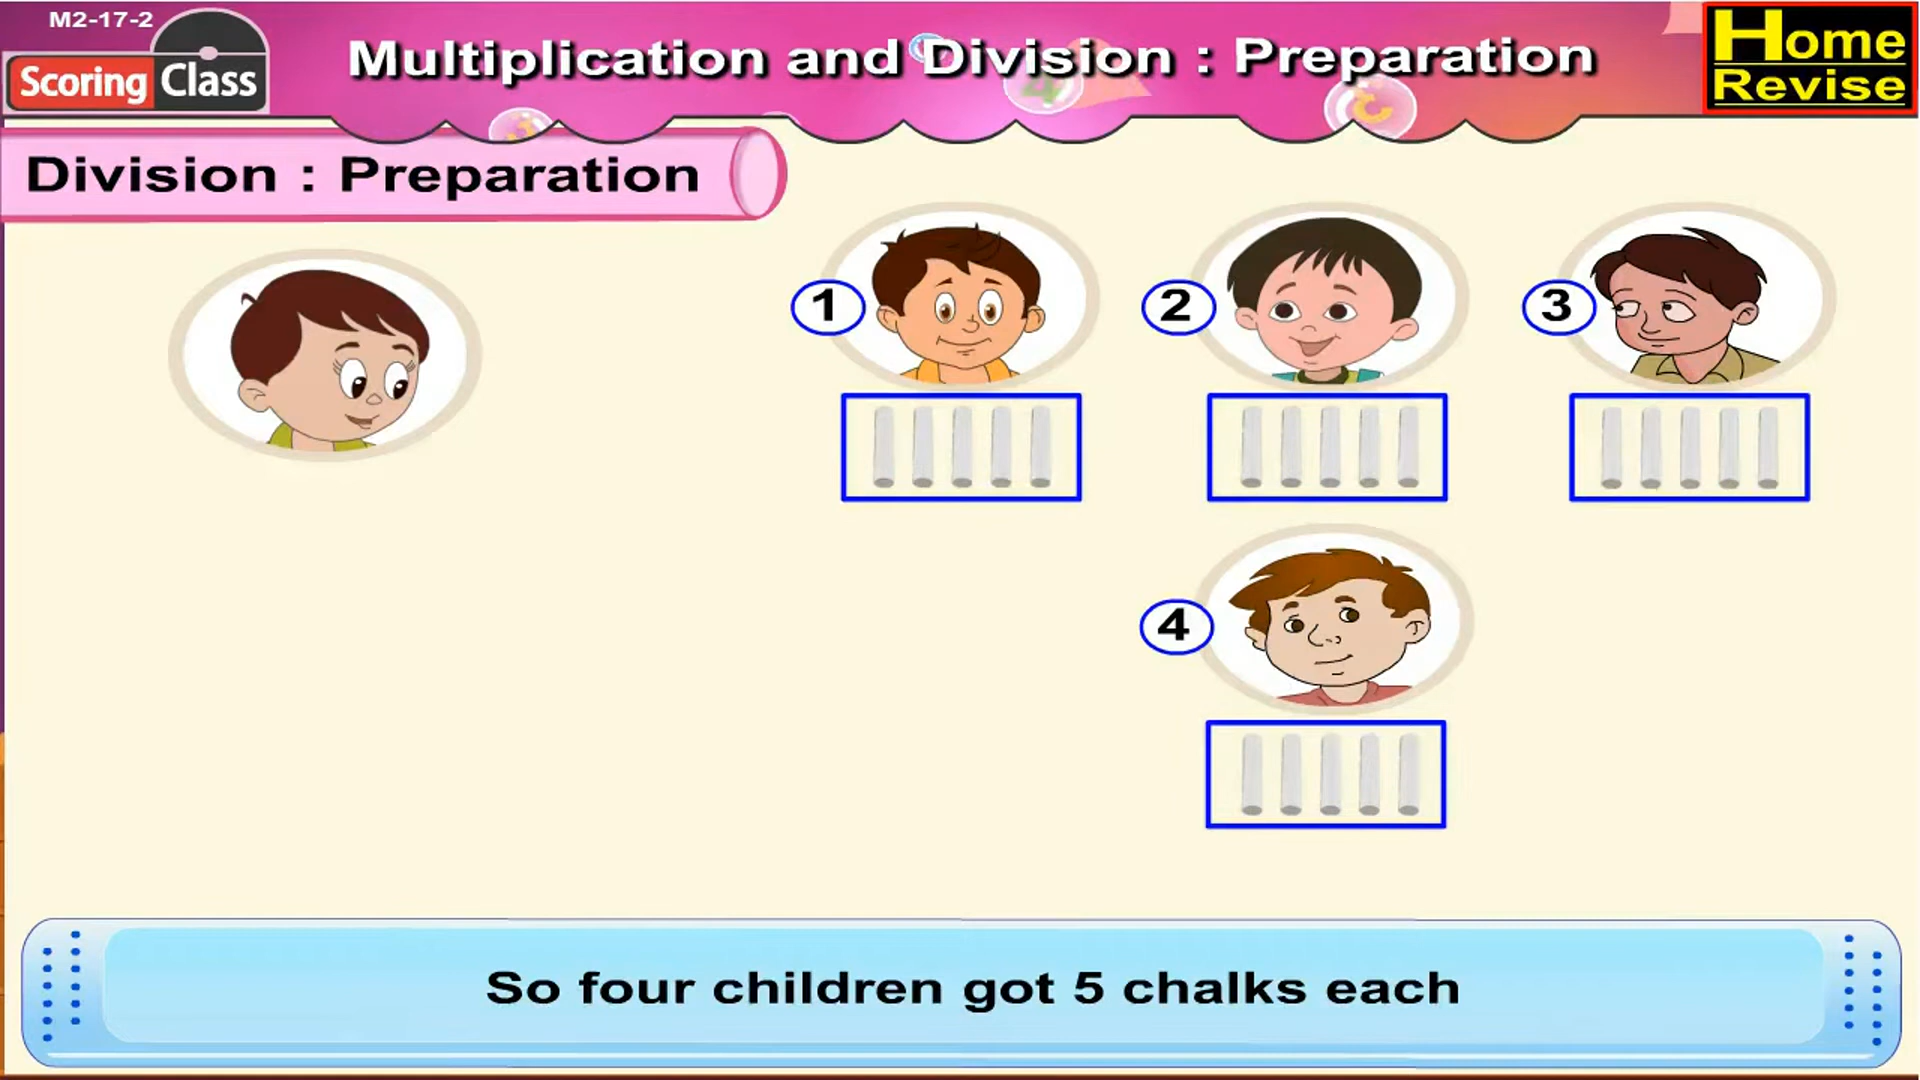 M2-17-2
Scoring Class
Multiplication and Division : Preparation
Home
Revise
Division : Preparation
1
2
3
4
So four children got 5 chalks each